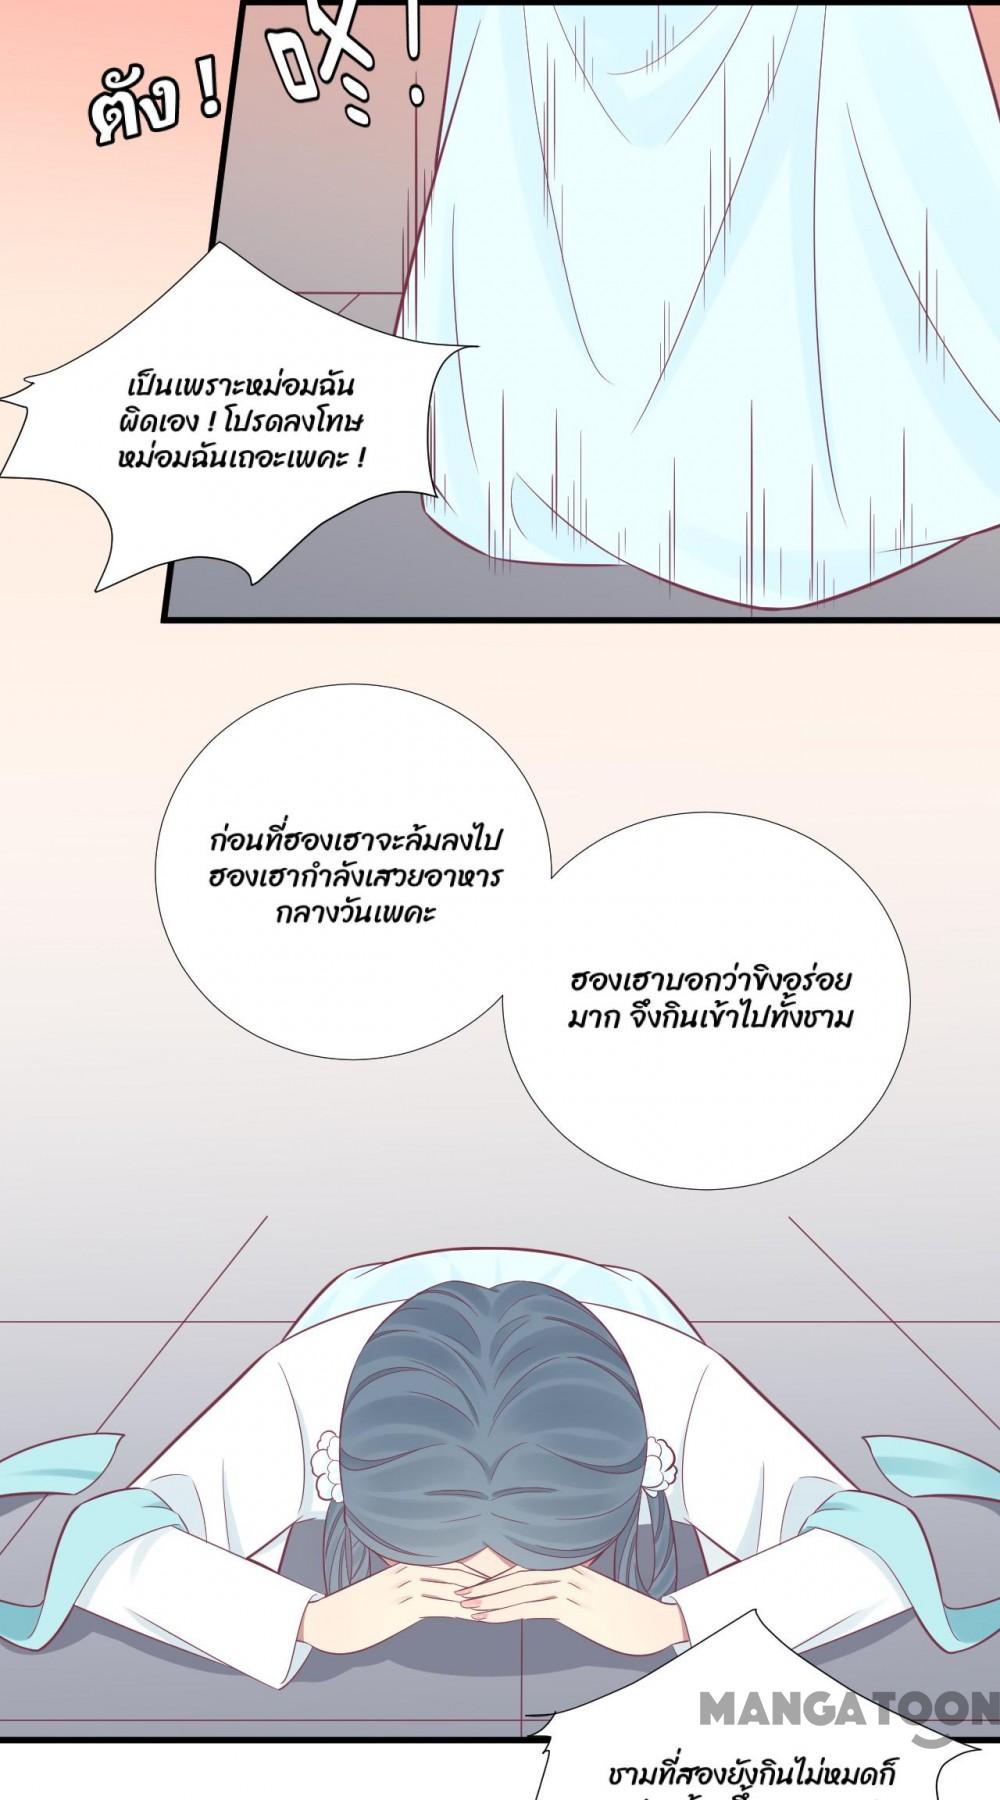 ตัง !
เป็นเพราะหม่อมฉัน
ผิดเอง ! โปรดลงโทษ
หม่อมฉันเถอะเพคะ !
ก่อนที่ฮองเฮาจะล้มลงไป
ฮองเฮากำลังเสวยอาหาร
กลางวันเพคะ
ฮองเฮาบอกว่าขิงอร่อย
มาก จึงกินเข้าไปทั้งชาม
MANGATOON
ชามที่สองยังกินไม่หมดก็